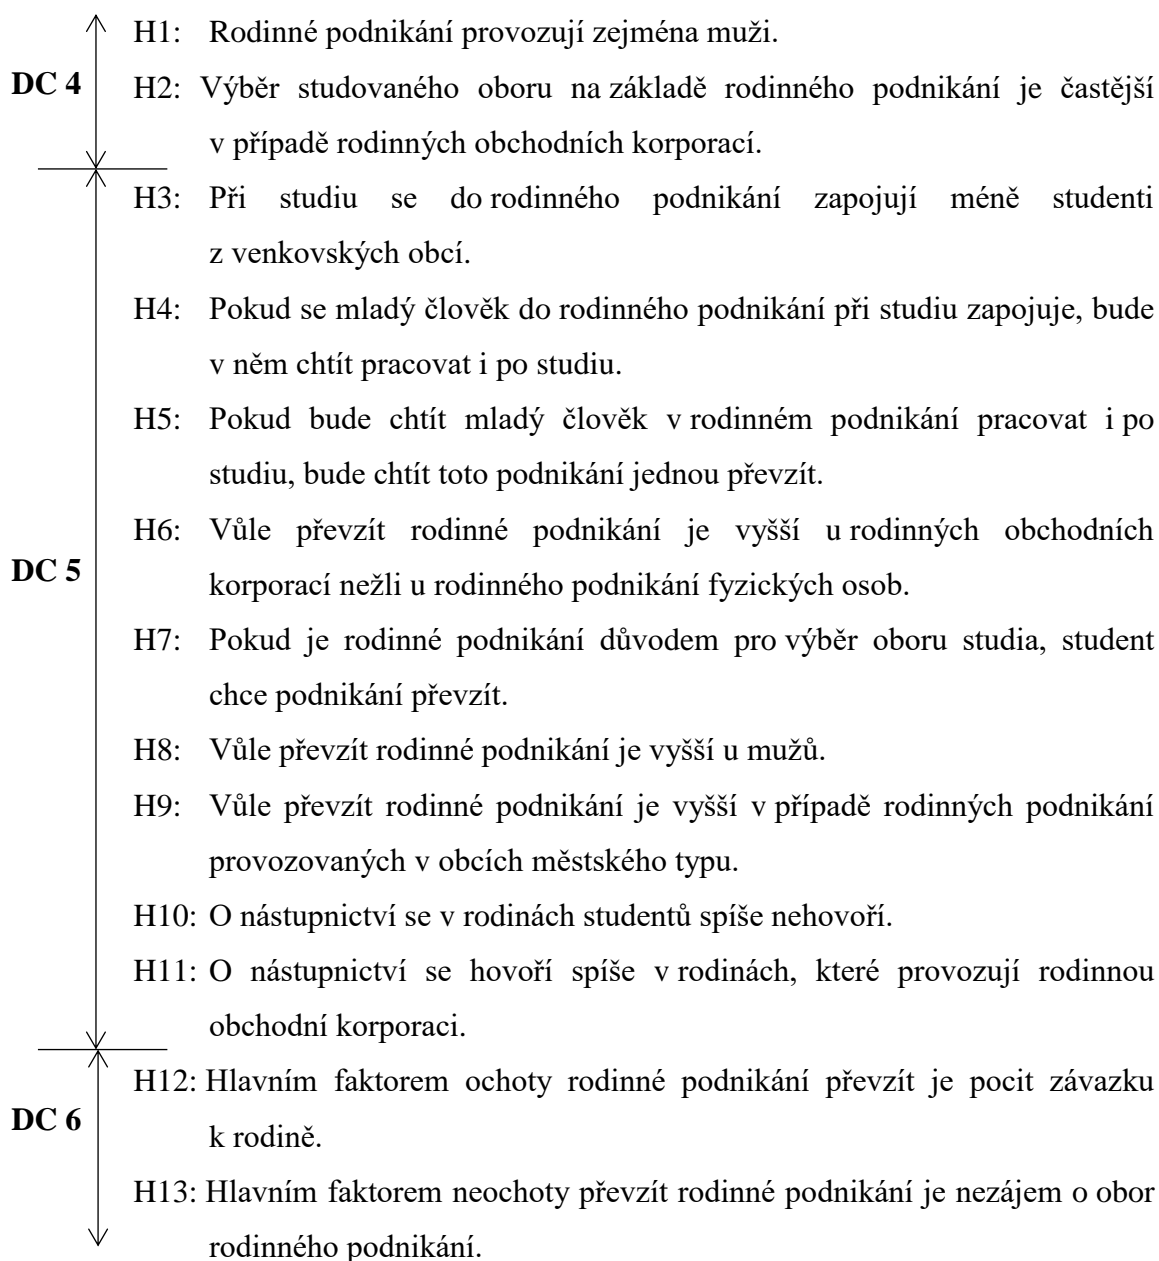 H1: Rodinné podnikání provozují zejména muži.
DC 4
H2: Výběr studovaného oboru na základě rodinného podnikání je častější
v případě rodinných obchodních korporací.
H3: Při studiu se do rodinného podnikání zapojují méně studenti
z venkovských obcí.
H4: Pokud se mladý člověk do rodinného podnikání při studiu zapojuje, bude
v něm chtít pracovat i po studiu.
H5: Pokud bude chtít mladý člověk v rodinném podnikání pracovat i po
studiu, bude chtít toto podnikání jednou převzít.
H6: Vůle převzít rodinné podnikání je vyšší u rodinných obchodních
DC 5
korporací nežli u rodinného podnikání fyzických osob.
H7: Pokud je rodinné podnikání důvodem pro výběr oboru studia, student
chce podnikání převzít.
H8: Vůle převzít rodinné podnikání je vyšší u mužů.
H9: Vůle převzít rodinné podnikání je vyšší v případě rodinných podnikání
provozovaných v obcích městského typu.
H10: O nástupnictví se v rodinách studentů spíše nehovoří.
H11: O nástupnictví se hovoří spíše v rodinách, které provozují rodinnou
obchodní korporaci.
H12: Hlavním faktorem ochoty rodinné podnikání převzít je pocit závazku
DC 6
k rodině.
H13: Hlavním faktorem neochoty převzít rodinné podnikání je nezájem o obor
rodinného podnikání.